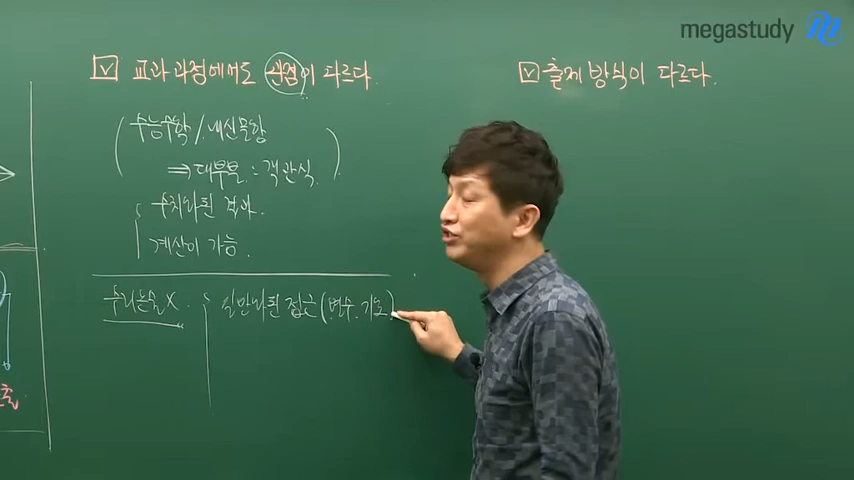 megastudy
☑ 교과 과정에서도 관점이 다르다.
☑ 출제 방식이 다르다.
(수능수학 / 내신문항
⇒ 대부분 : 객관식.)
수치화된 결과.
계산이 가능.
수리논술 X
일반화된 접근 (변수, 기호)